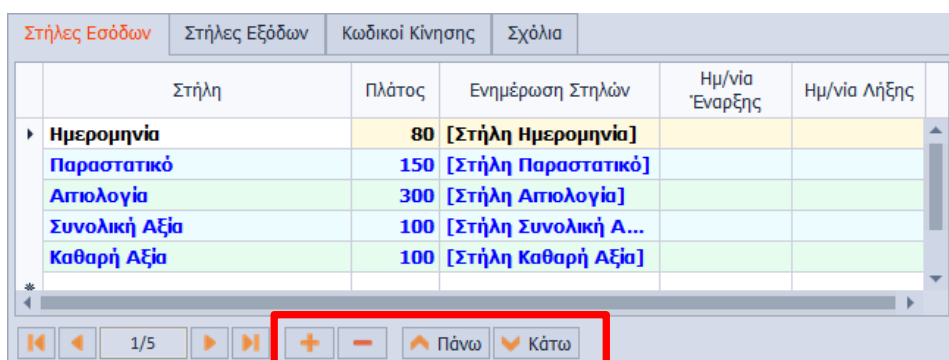 Στήλες Εσόδων Στήλες Εξόδων Κωδικοί Κίνησης Σχόλια
Στήλη Πλάτος Ενημέρωση Στηλών Ημ/νία Έναρξης Ημ/νία Λήξης
Ημερομηνία 80 [Στήλη Ημερομηνία]
Παραστατικό 150 [Στήλη Παραστατικό]
Αιτιολογία 300 [Στήλη Αιτιολογία]
Συνολική Αξία 100 [Στήλη Συνολική Α...
Καθαρή Αξία 100 [Στήλη Καθαρή Αξία]
1/5 Πάνω Κάτω